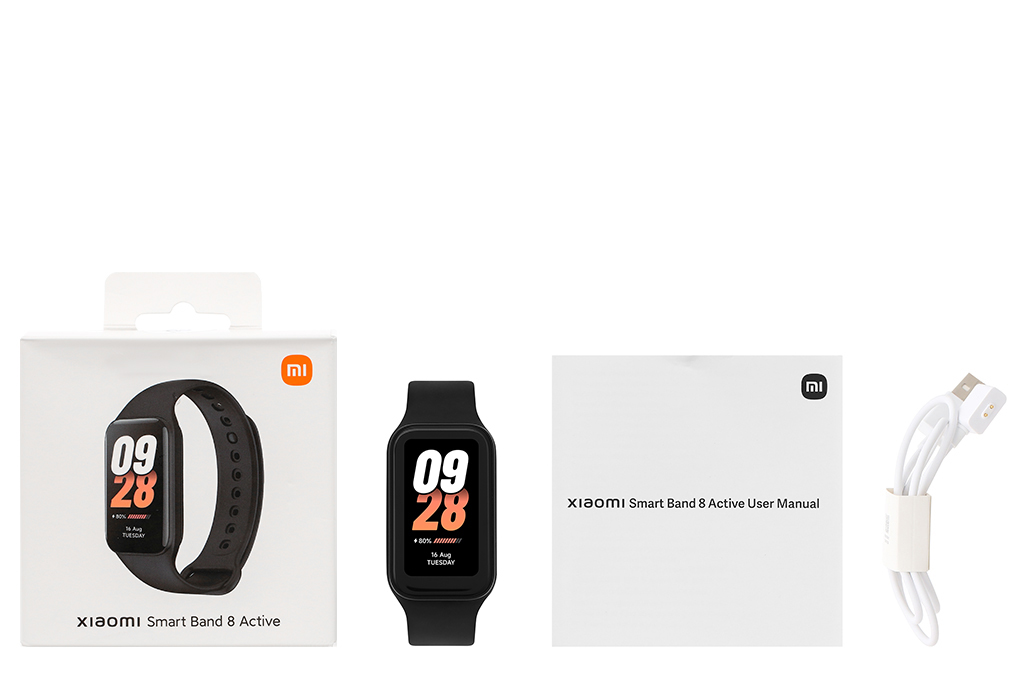 mi
09
28
80%
16 Aug
TUESDAY
xiaomi Smart Band 8 Active
09
28
80%
16 Aug
TUESDAY
mi
xiaomi Smart Band 8 Active User Manual